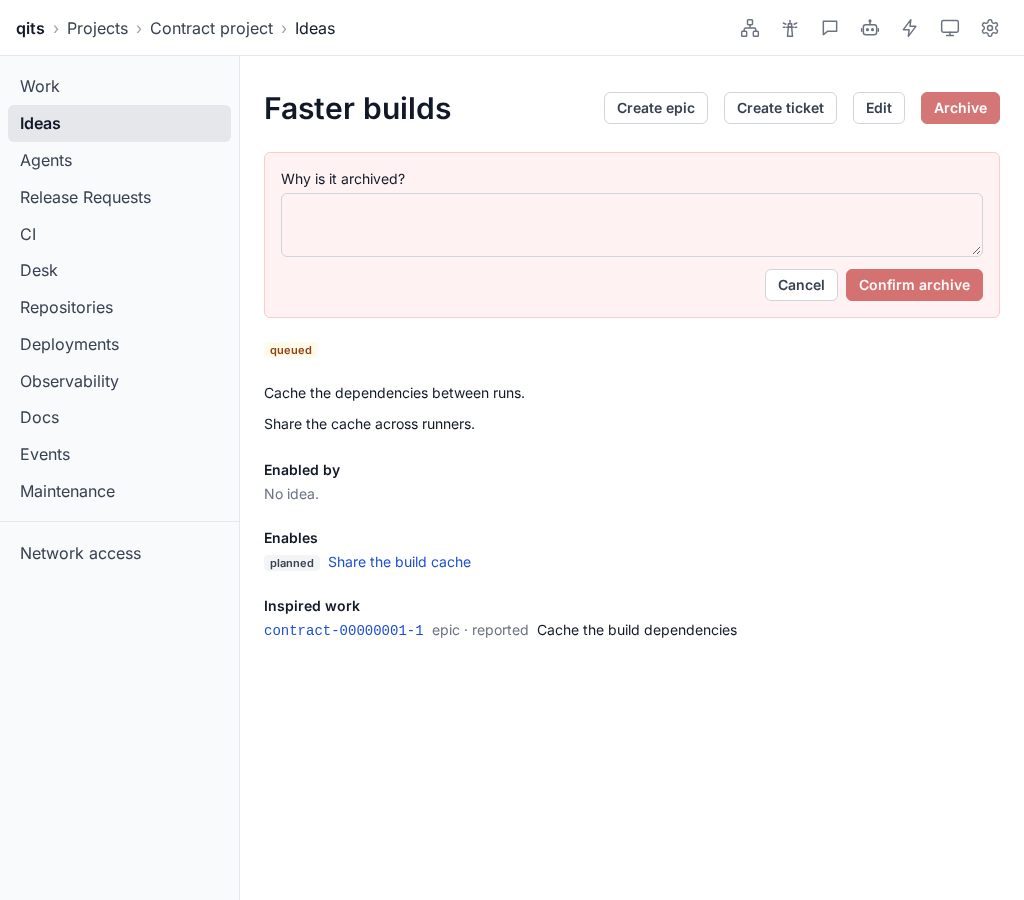 qits › Projects › Contract project › Ideas
Work
Ideas
Agents
Release Requests
CI
Desk
Repositories
Deployments
Observability
Docs
Events
Maintenance
Network access
Faster builds
Create epic
Create ticket
Edit
Archive
Why is it archived?
Cancel
Confirm archive
queued
Cache the dependencies between runs.
Share the cache across runners.
Enabled by
No idea.
Enables
planned Share the build cache
Inspired work
contract-00000001-1 epic · reported Cache the build dependencies